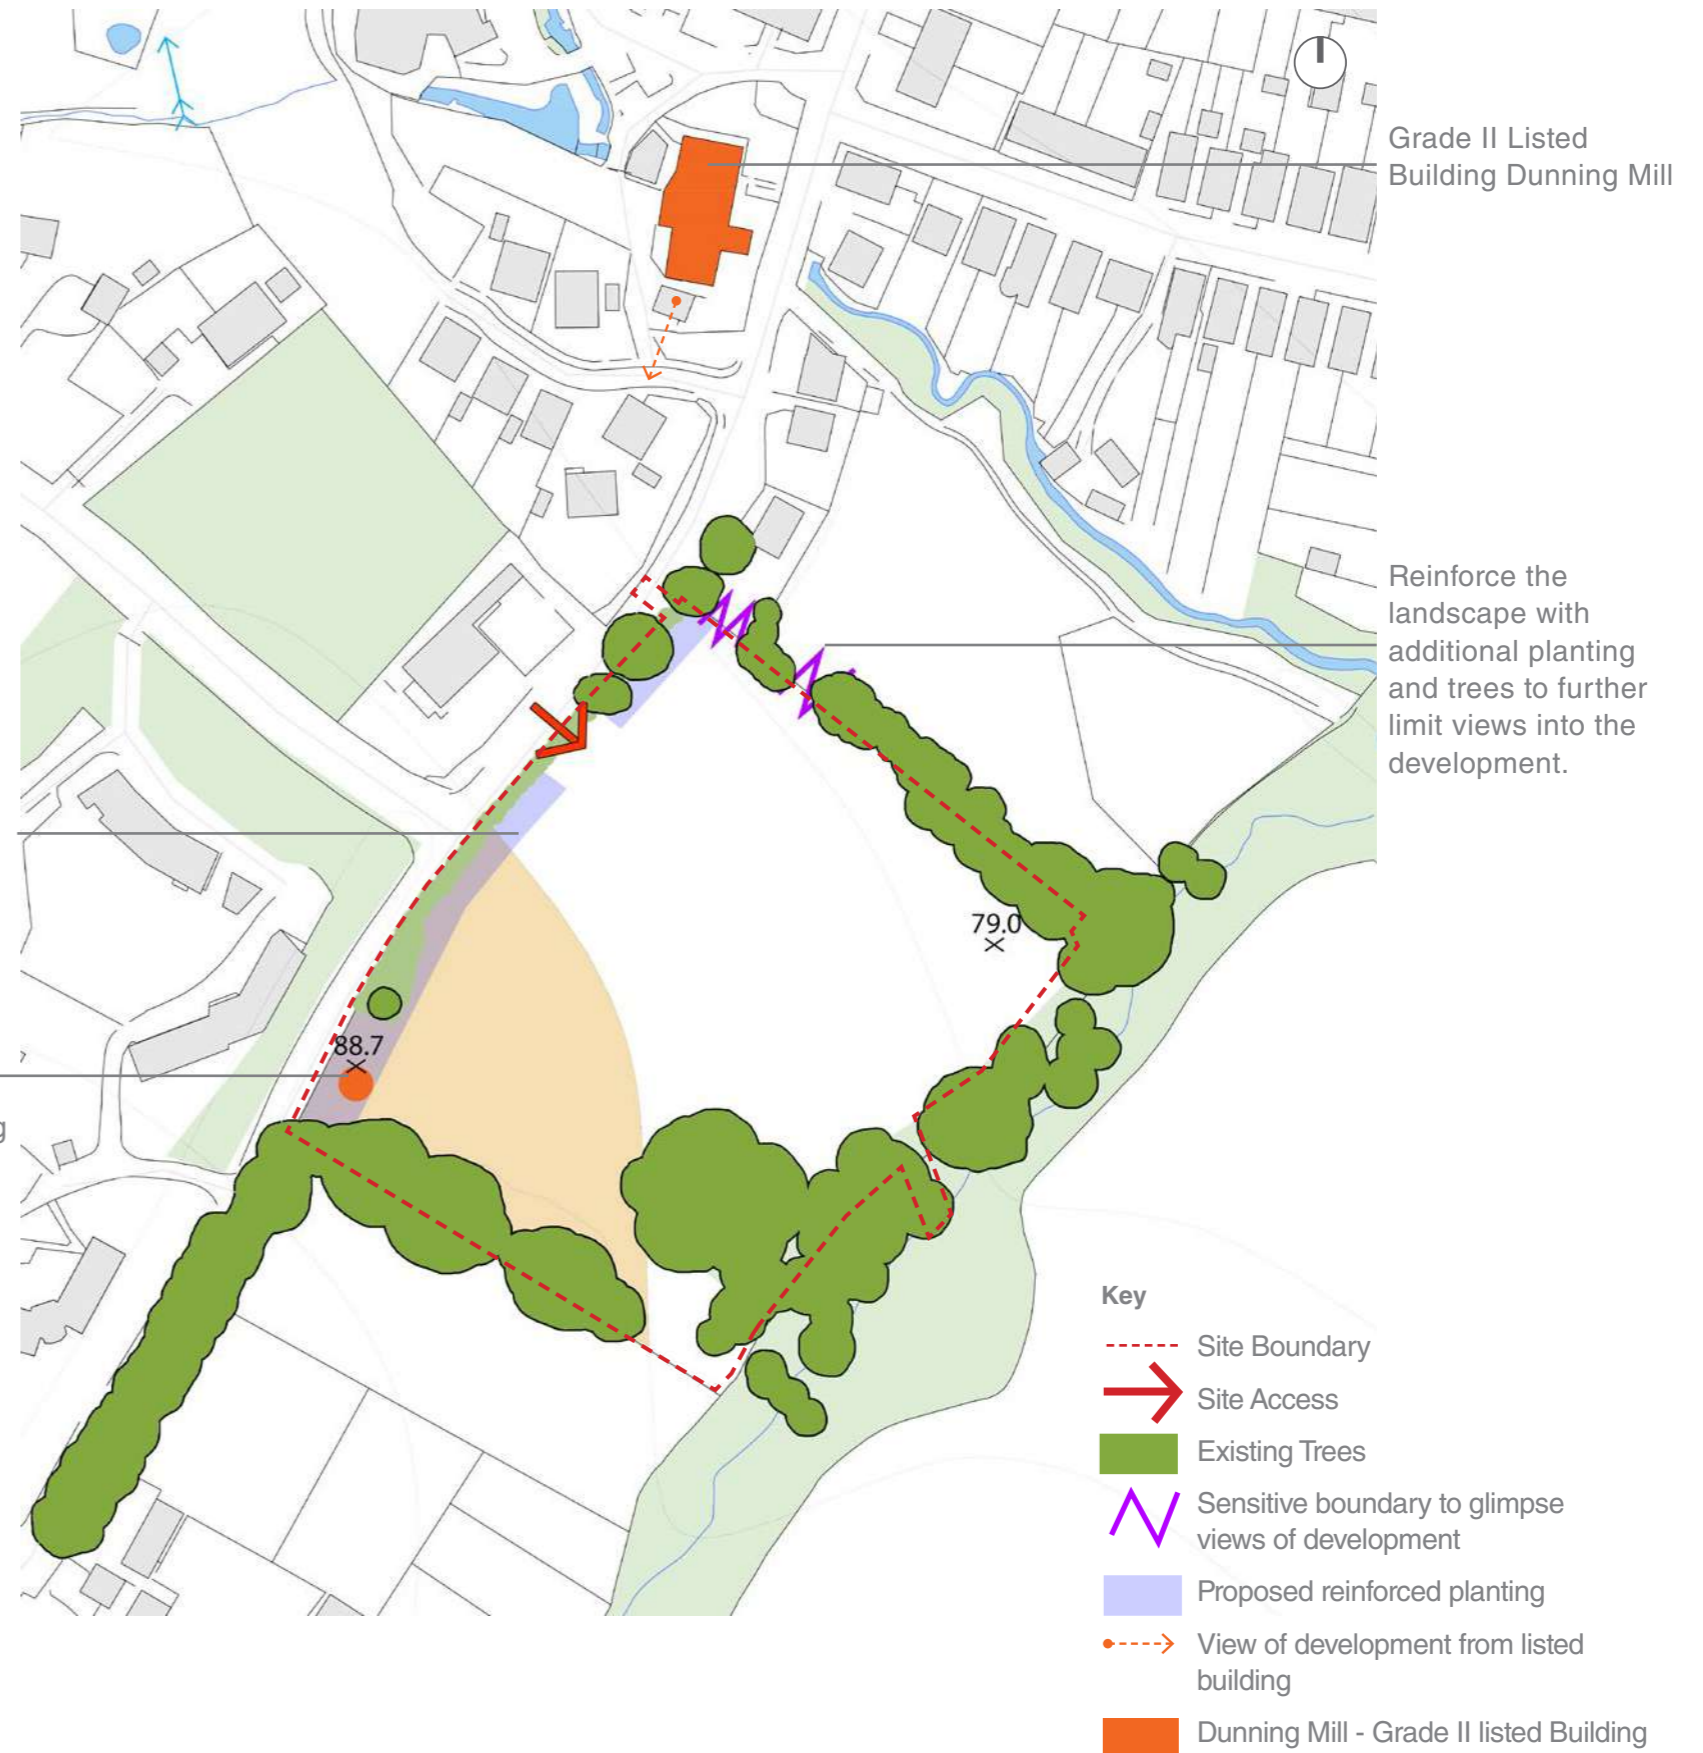 Grade II Listed
Building Dunning Mill
Reinforce the
landscape with
additional planting
and trees to further
limit views into the
development.
79.0
88.7
g
Key
Site Boundary
Site Access
Existing Trees
Sensitive boundary to glimpse
views of development
Proposed reinforced planting
View of development from listed
building
Dunning Mill - Grade II listed Building